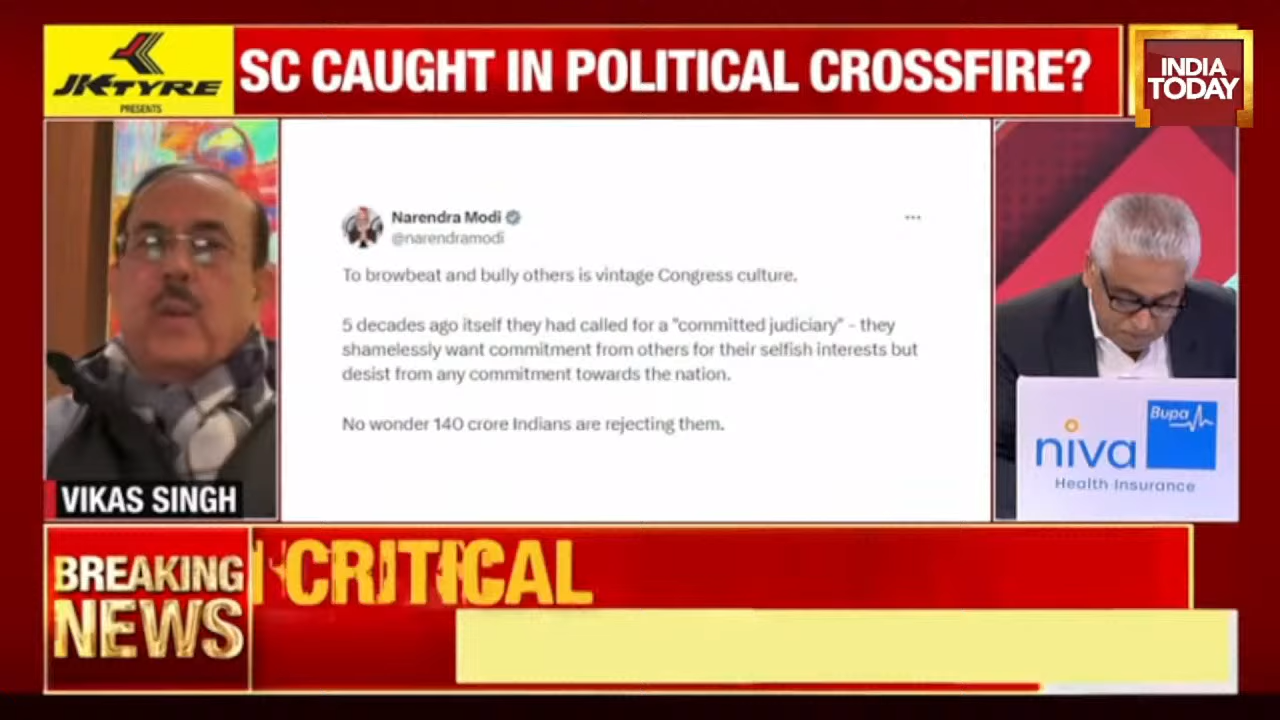 JKTYRE
PRESENTS
SC CAUGHT IN POLITICAL CROSSFIRE?
INDIA
TODAY
Narendra Modi
@narendramodi
To browbeat and bully others is vintage Congress culture.
5 decades ago itself they had called for a "committed judiciary" - they
shamelessly want commitment from others for their selfish interests but
desist from any commitment towards the nation.
No wonder 140 crore Indians are rejecting them.
VIKAS SINGH
niva
Bupa
Health Insurance
BREAKING
NEWS
CRITICAL